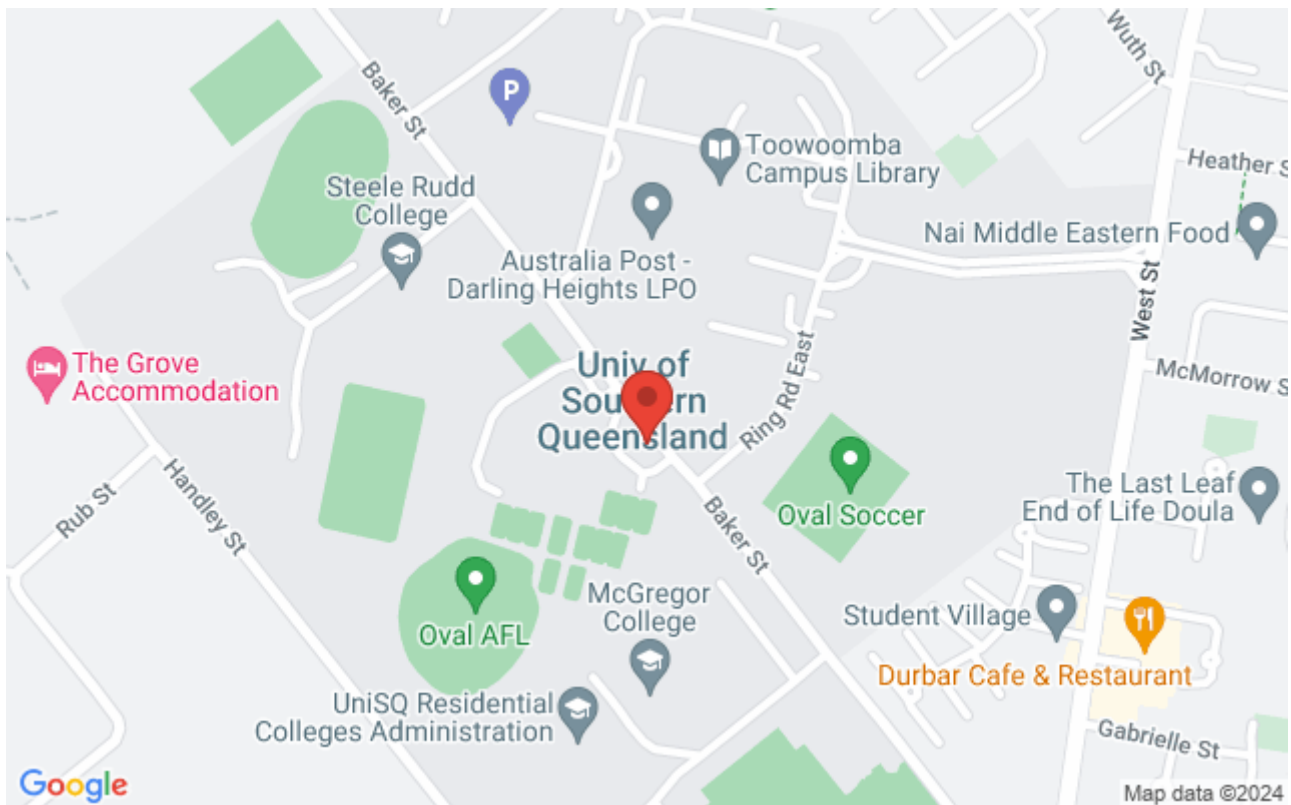 Wuth St
Baker St
P
Toowoomba
Campus Library
Heather S
Steele Rudd
College
Nai Middle Eastern Food
Australia Post -
Darling Heights LPO
West St
The Grove
Accommodation
Univ of
Southern
Queensland
Ring Rd East
McMorrow S
Handley St
Rub St
Oval Soccer
The Last Leaf
End of Life Doula
Baker St
McGregor
College
Oval AFL
Student Village
Durbar Cafe & Restaurant
UniSQ Residential
Colleges Administration
Gabrielle St
Google
Map data ©2024